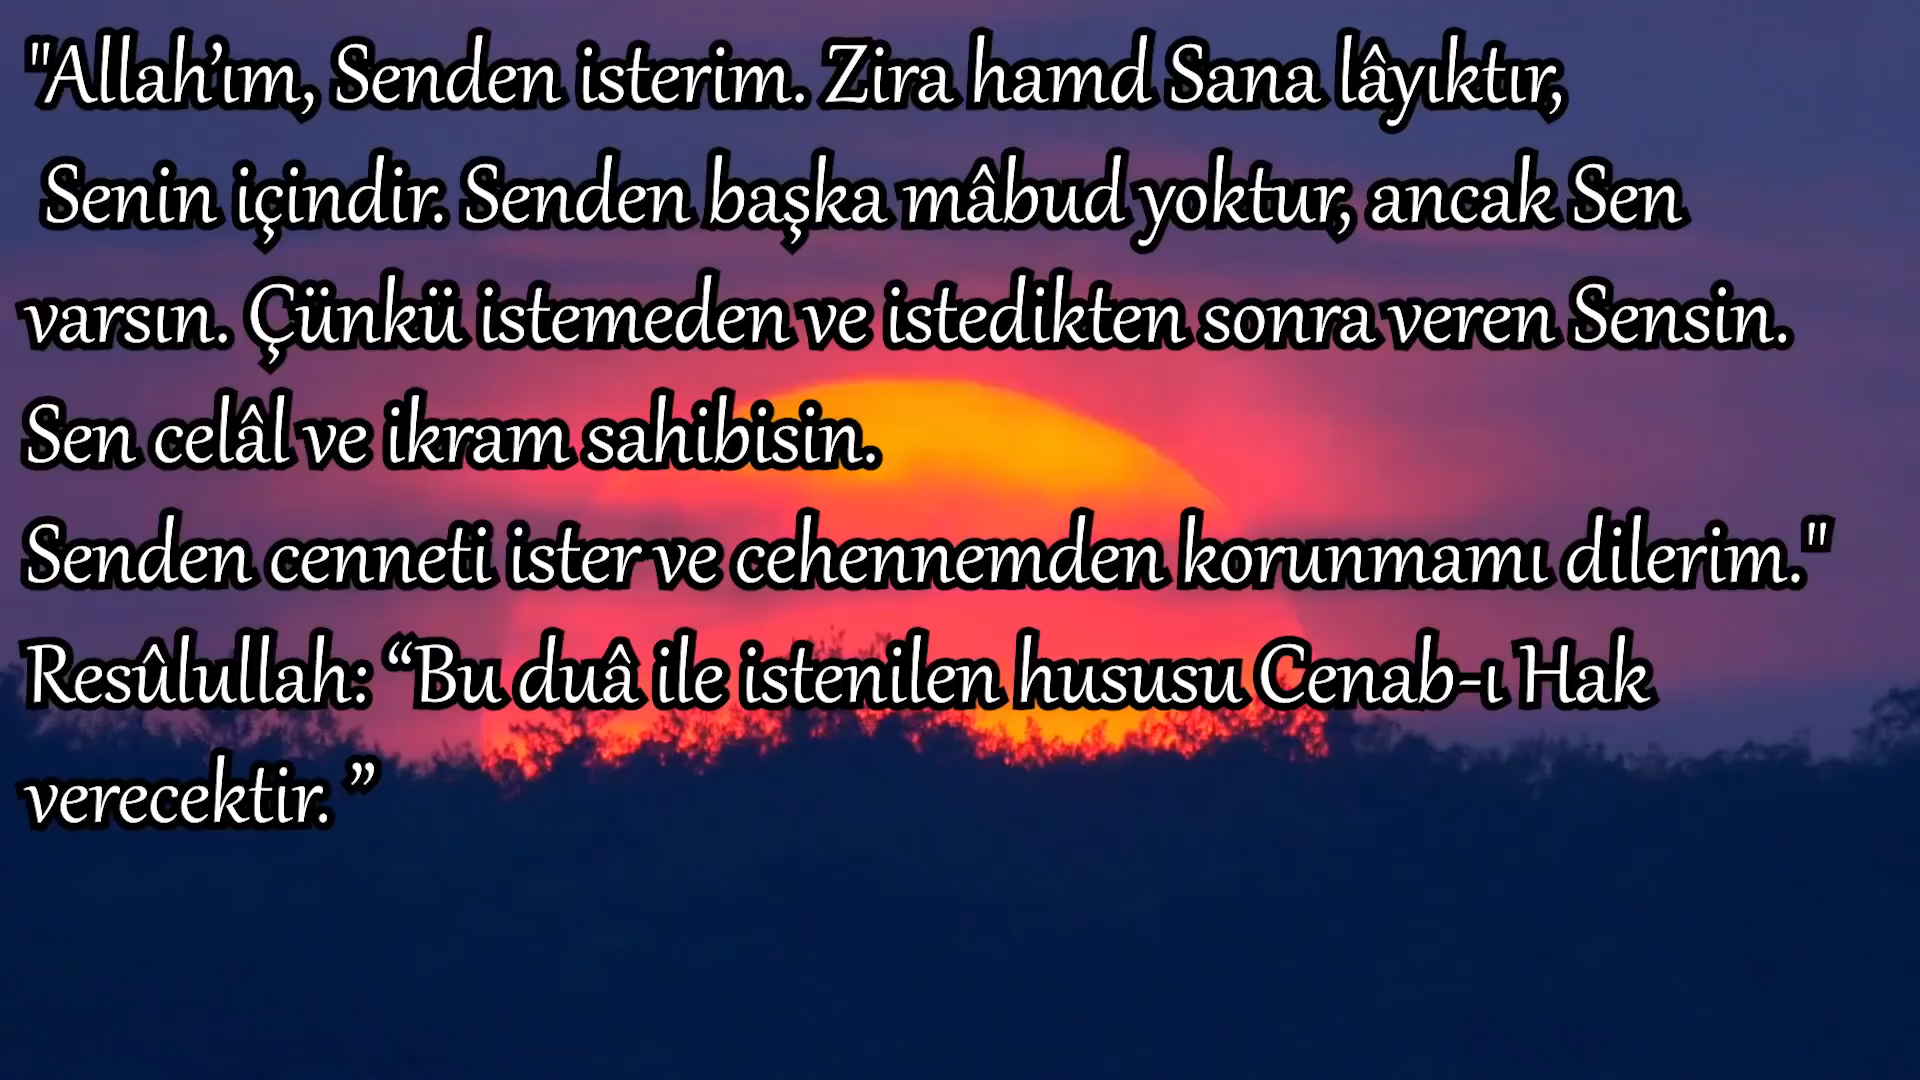 "Allah’ım, Senden isterim. Zira hamd Sana lâyıktır,
Senin içindir. Senden başka mâbud yoktur, ancak Sen
varsın. Çünkü istemeden ve istedikten sonra veren Sensin.
Sen celâl ve ikram sahibisin.
Senden cenneti ister ve cehennemden korunmamı dilerim."
Resûlullah: “Bu duâ ile istenilen hususu Cenab-ı Hak
verecektir. ”